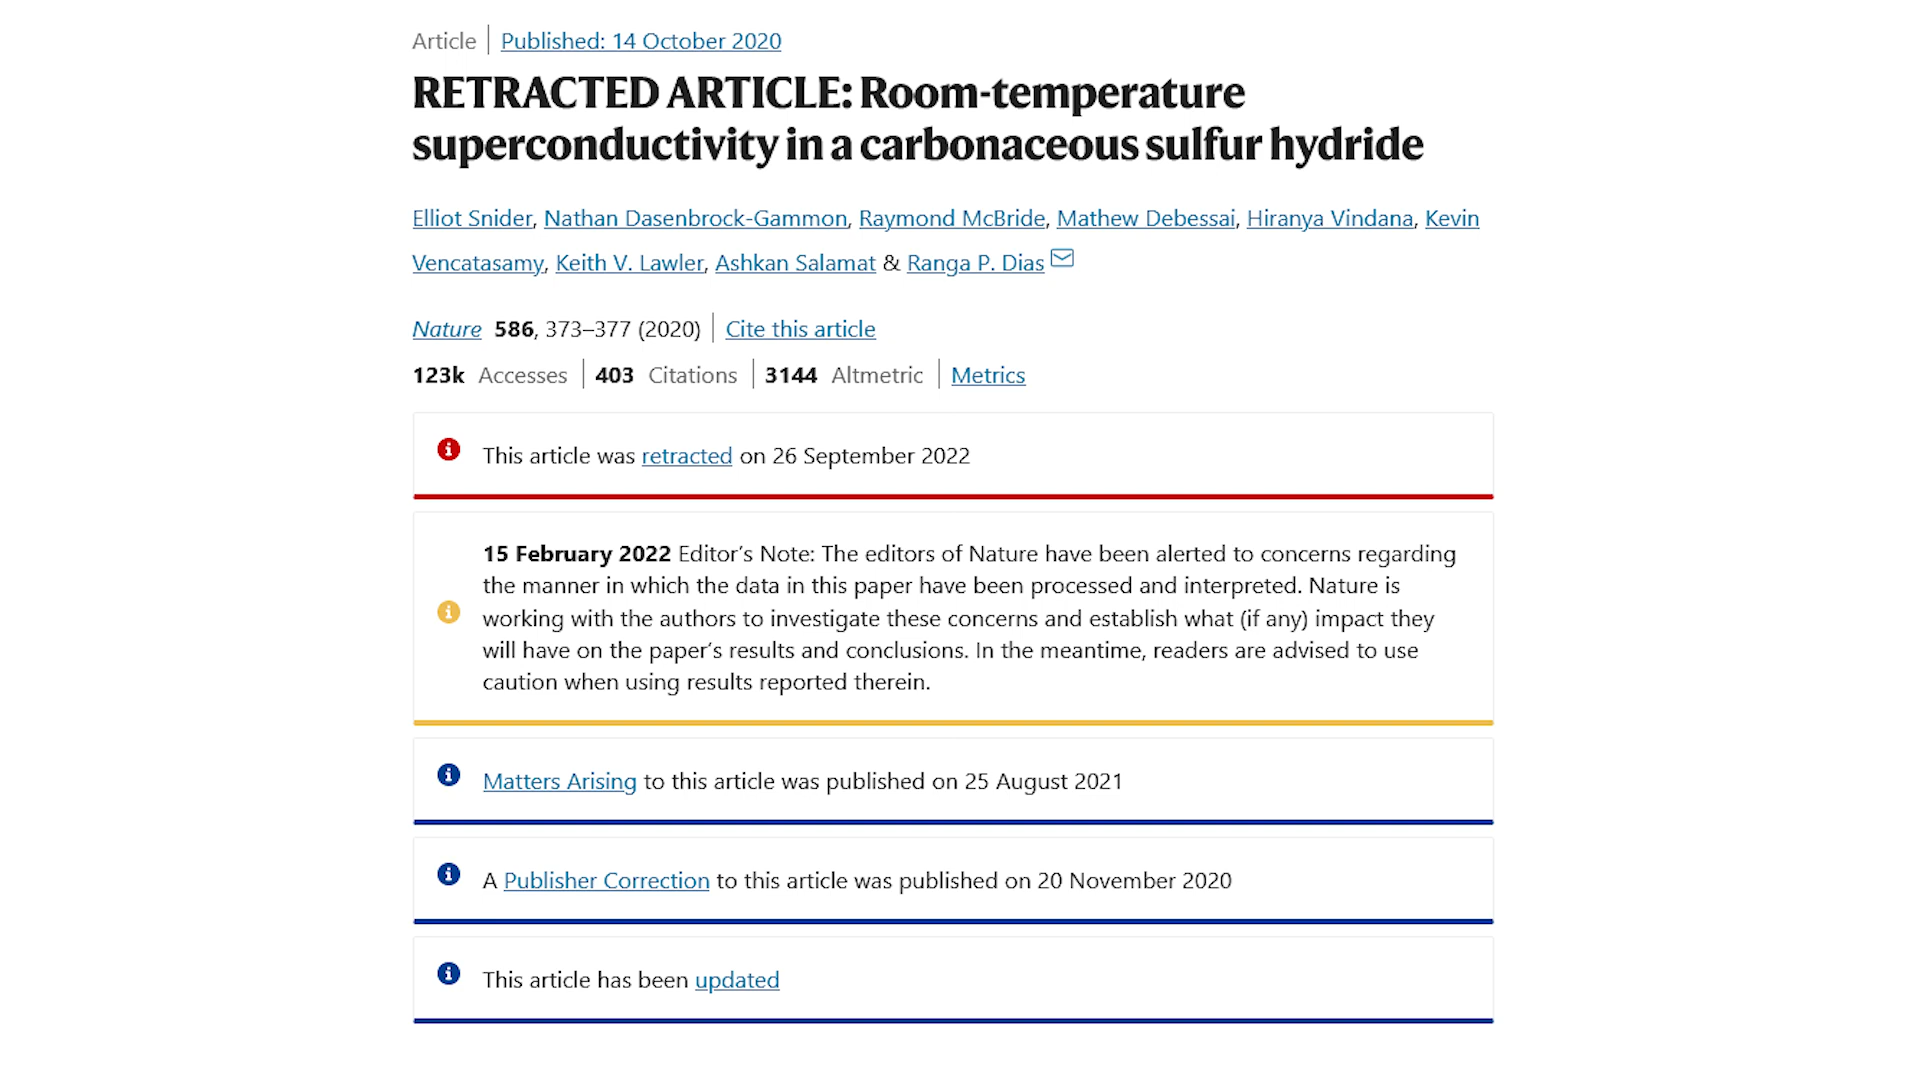 Article | Published: 14 October 2020
RETRACTED ARTICLE: Room-temperature
superconductivity in a carbonaceous sulfur hydride
Elliot Snider, Nathan Dasenbrock-Gammon, Raymond McBride, Mathew Debessai, Hiranya Vindana, Kevin
Vencatasamy, Keith V. Lawler, Ashkan Salamat & Ranga P. Dias
Nature 586, 373–377 (2020) | Cite this article
123k Accesses | 403 Citations | 3144 Altmetric | Metrics
This article was retracted on 26 September 2022
15 February 2022 Editor’s Note: The editors of Nature have been alerted to concerns regarding
the manner in which the data in this paper have been processed and interpreted. Nature is
working with the authors to investigate these concerns and establish what (if any) impact they
will have on the paper’s results and conclusions. In the meantime, readers are advised to use
caution when using results reported therein.
Matters Arising to this article was published on 25 August 2021
A Publisher Correction to this article was published on 20 November 2020
This article has been updated